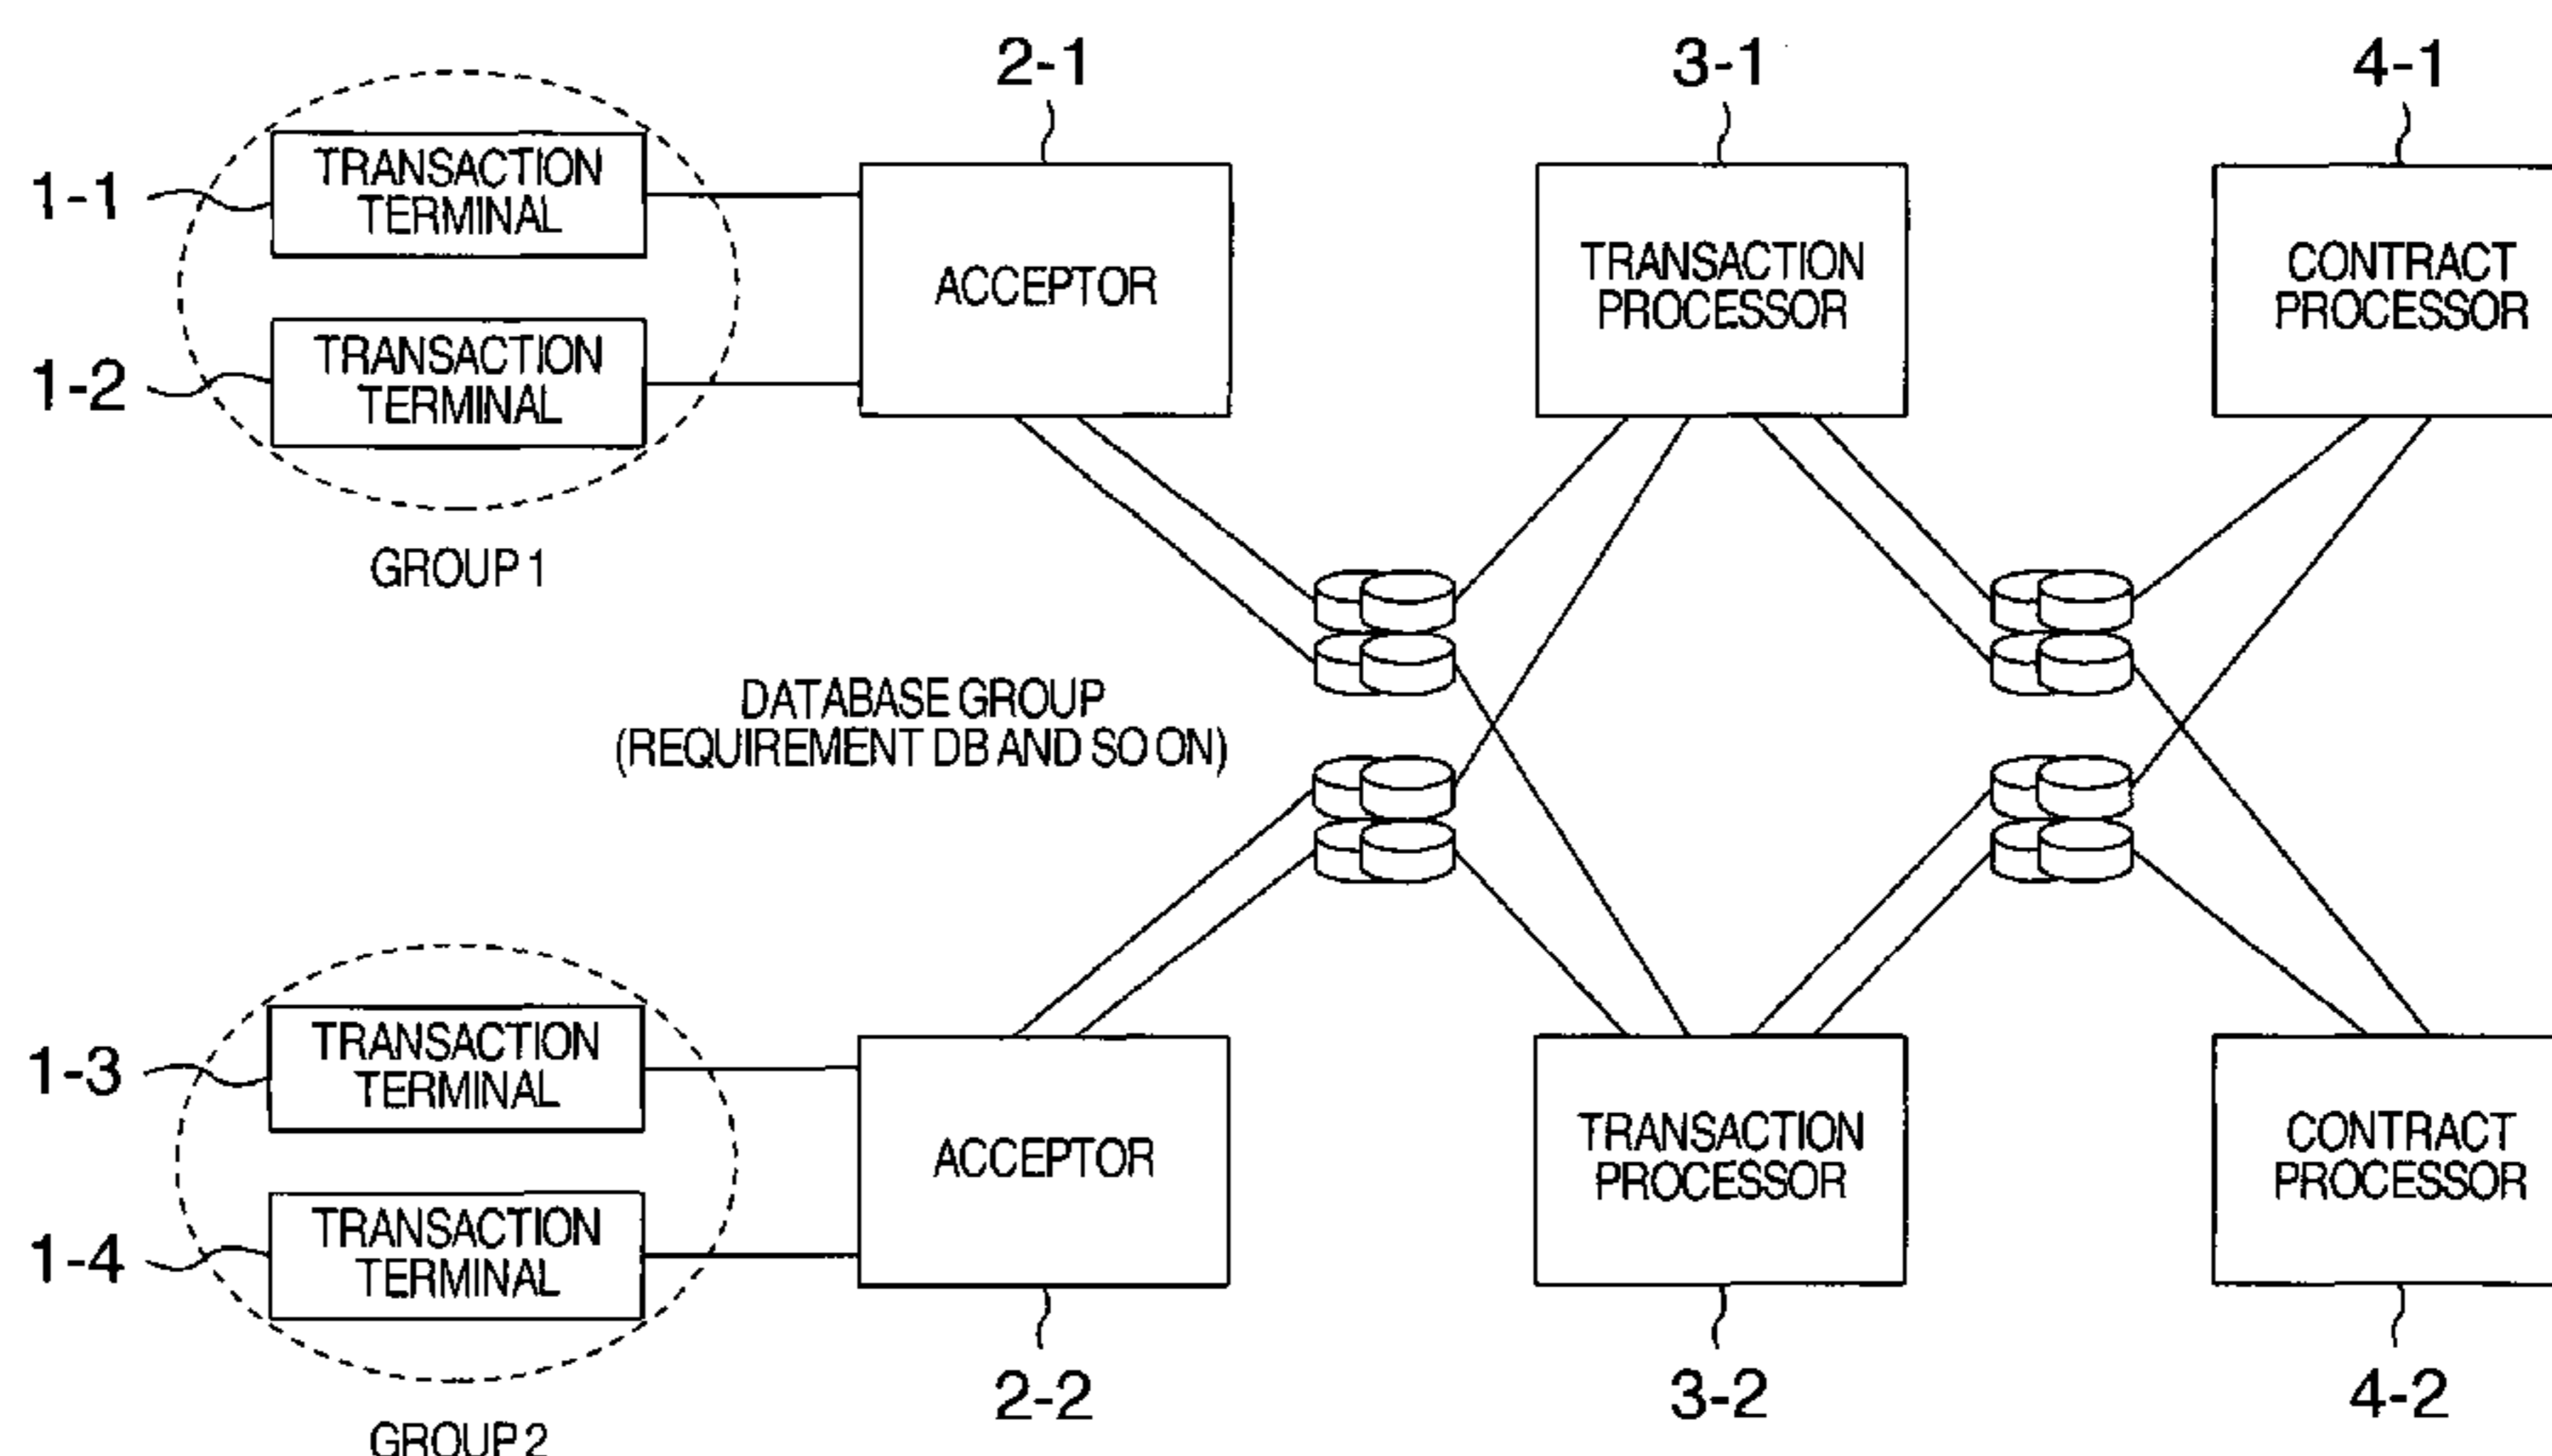 2-1
3-1
4-1
1-1
TRANSACTION
TERMINAL
ACCEPTOR
TRANSACTION
PROCESSOR
CONTRACT
PROCESSOR
1-2
TRANSACTION
TERMINAL
GROUP 1
DATABASE GROUP
(REQUIREMENT DB AND SO ON)
1-3
TRANSACTION
TERMINAL
ACCEPTOR
TRANSACTION
PROCESSOR
CONTRACT
PROCESSOR
1-4
TRANSACTION
TERMINAL
2-2
3-2
4-2
GROUP 2